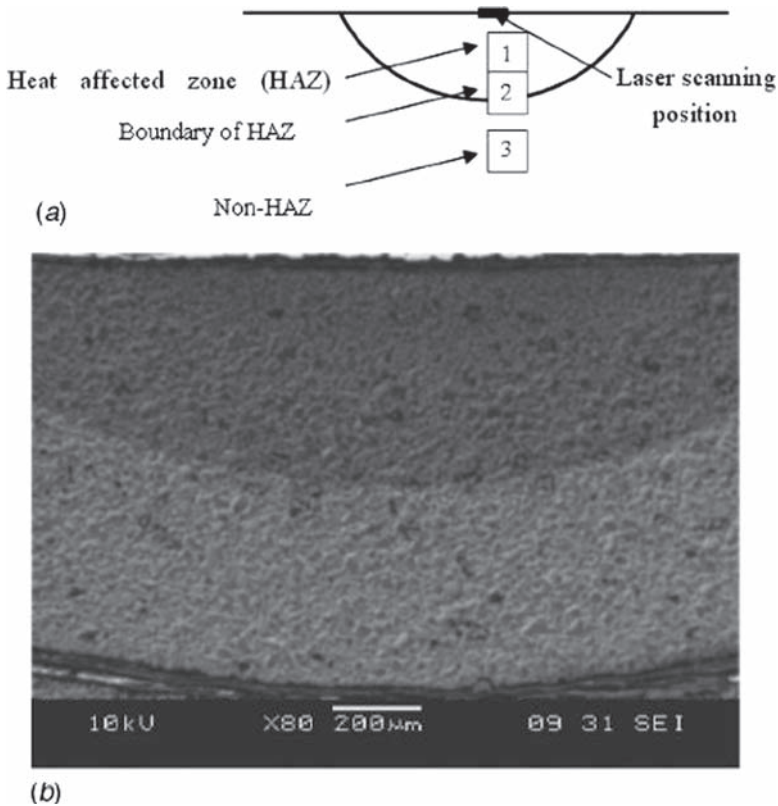 1
Heat affected zone (HAZ)
2
Laser scanning
position
Boundary of HAZ
3
Non-HAZ
(a)
10kV X80 200µm 09 31 SEI
(b)